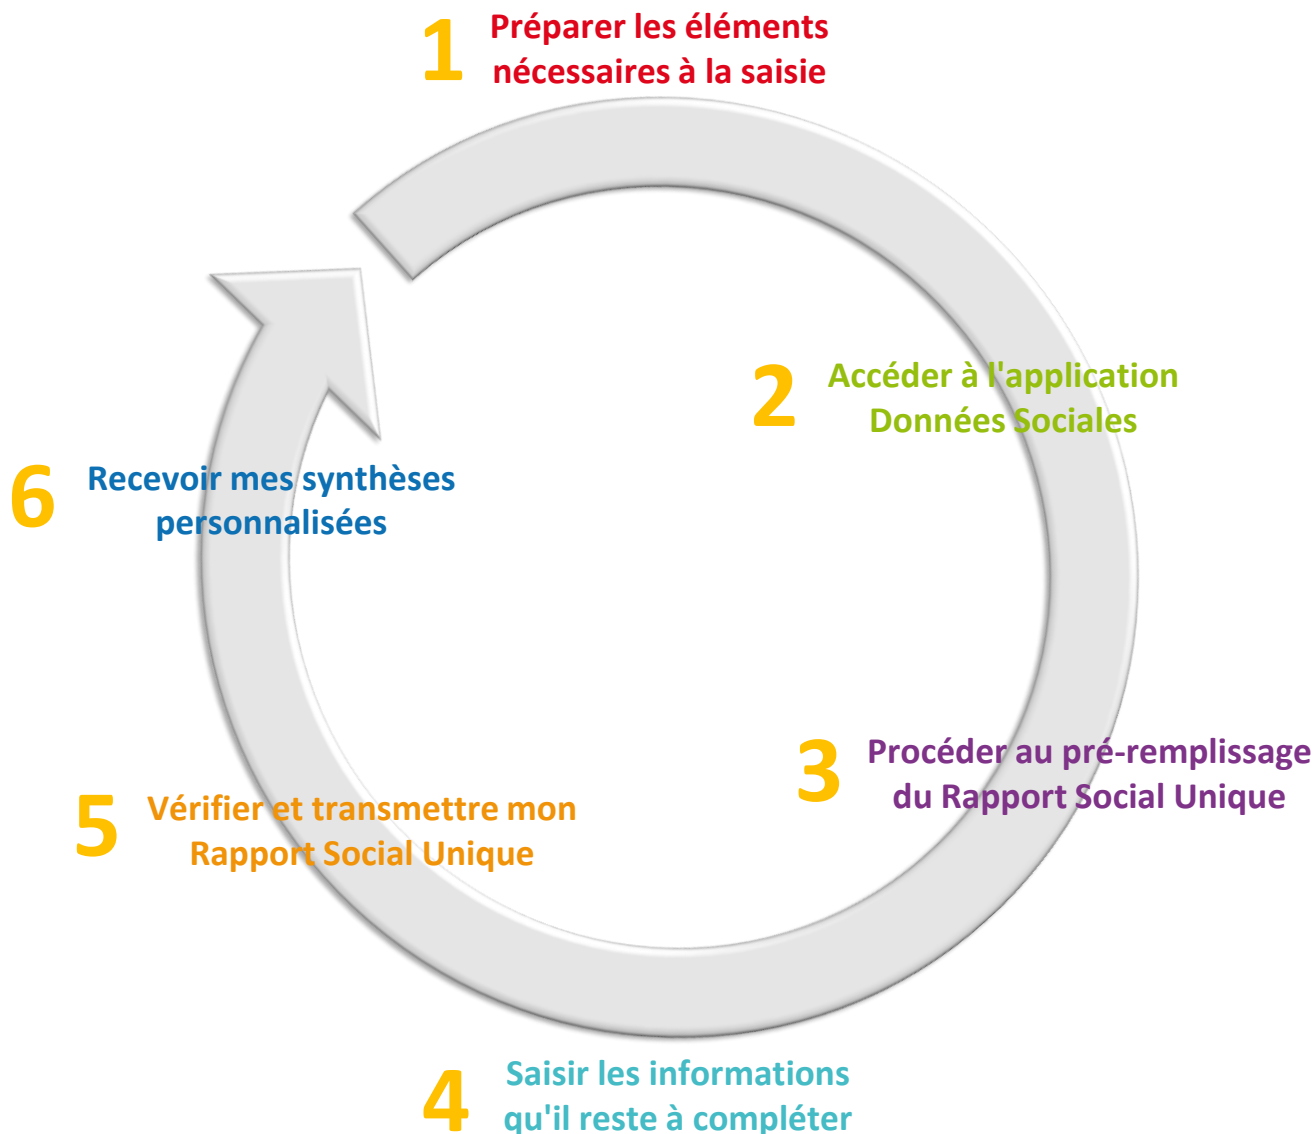 1 Préparer les éléments
nécessaires à la saisie
2 Accéder à l'application
Données Sociales
3 Procéder au pré-remplissage
du Rapport Social Unique
4 Saisir les informations
qu'il reste à compléter
5 Vérifier et transmettre mon
Rapport Social Unique
6 Recevoir mes synthèses
personnalisées